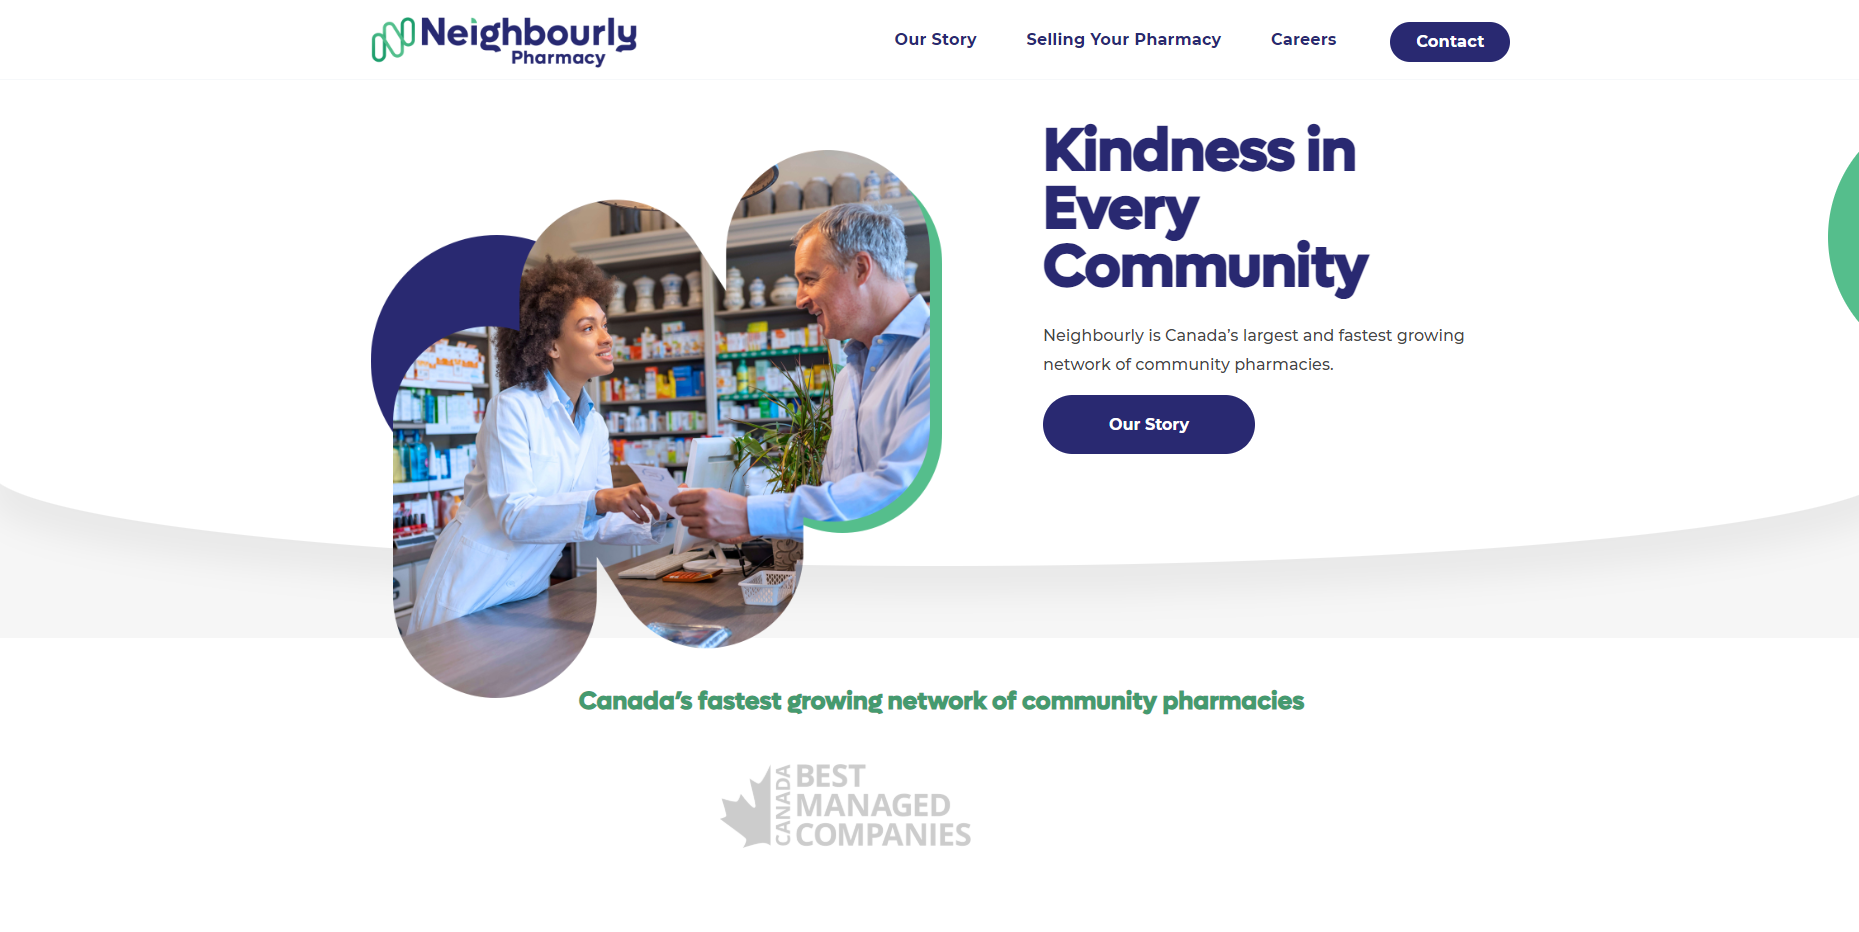 Neighbourly
Pharmacy
Our Story
Selling Your Pharmacy
Careers
Contact
Kindness in
Every
Community
Neighbourly is Canada’s largest and fastest growing
network of community pharmacies.
Our Story
Canada’s fastest growing network of community pharmacies
CANADA
BEST
MANAGED
COMPANIES